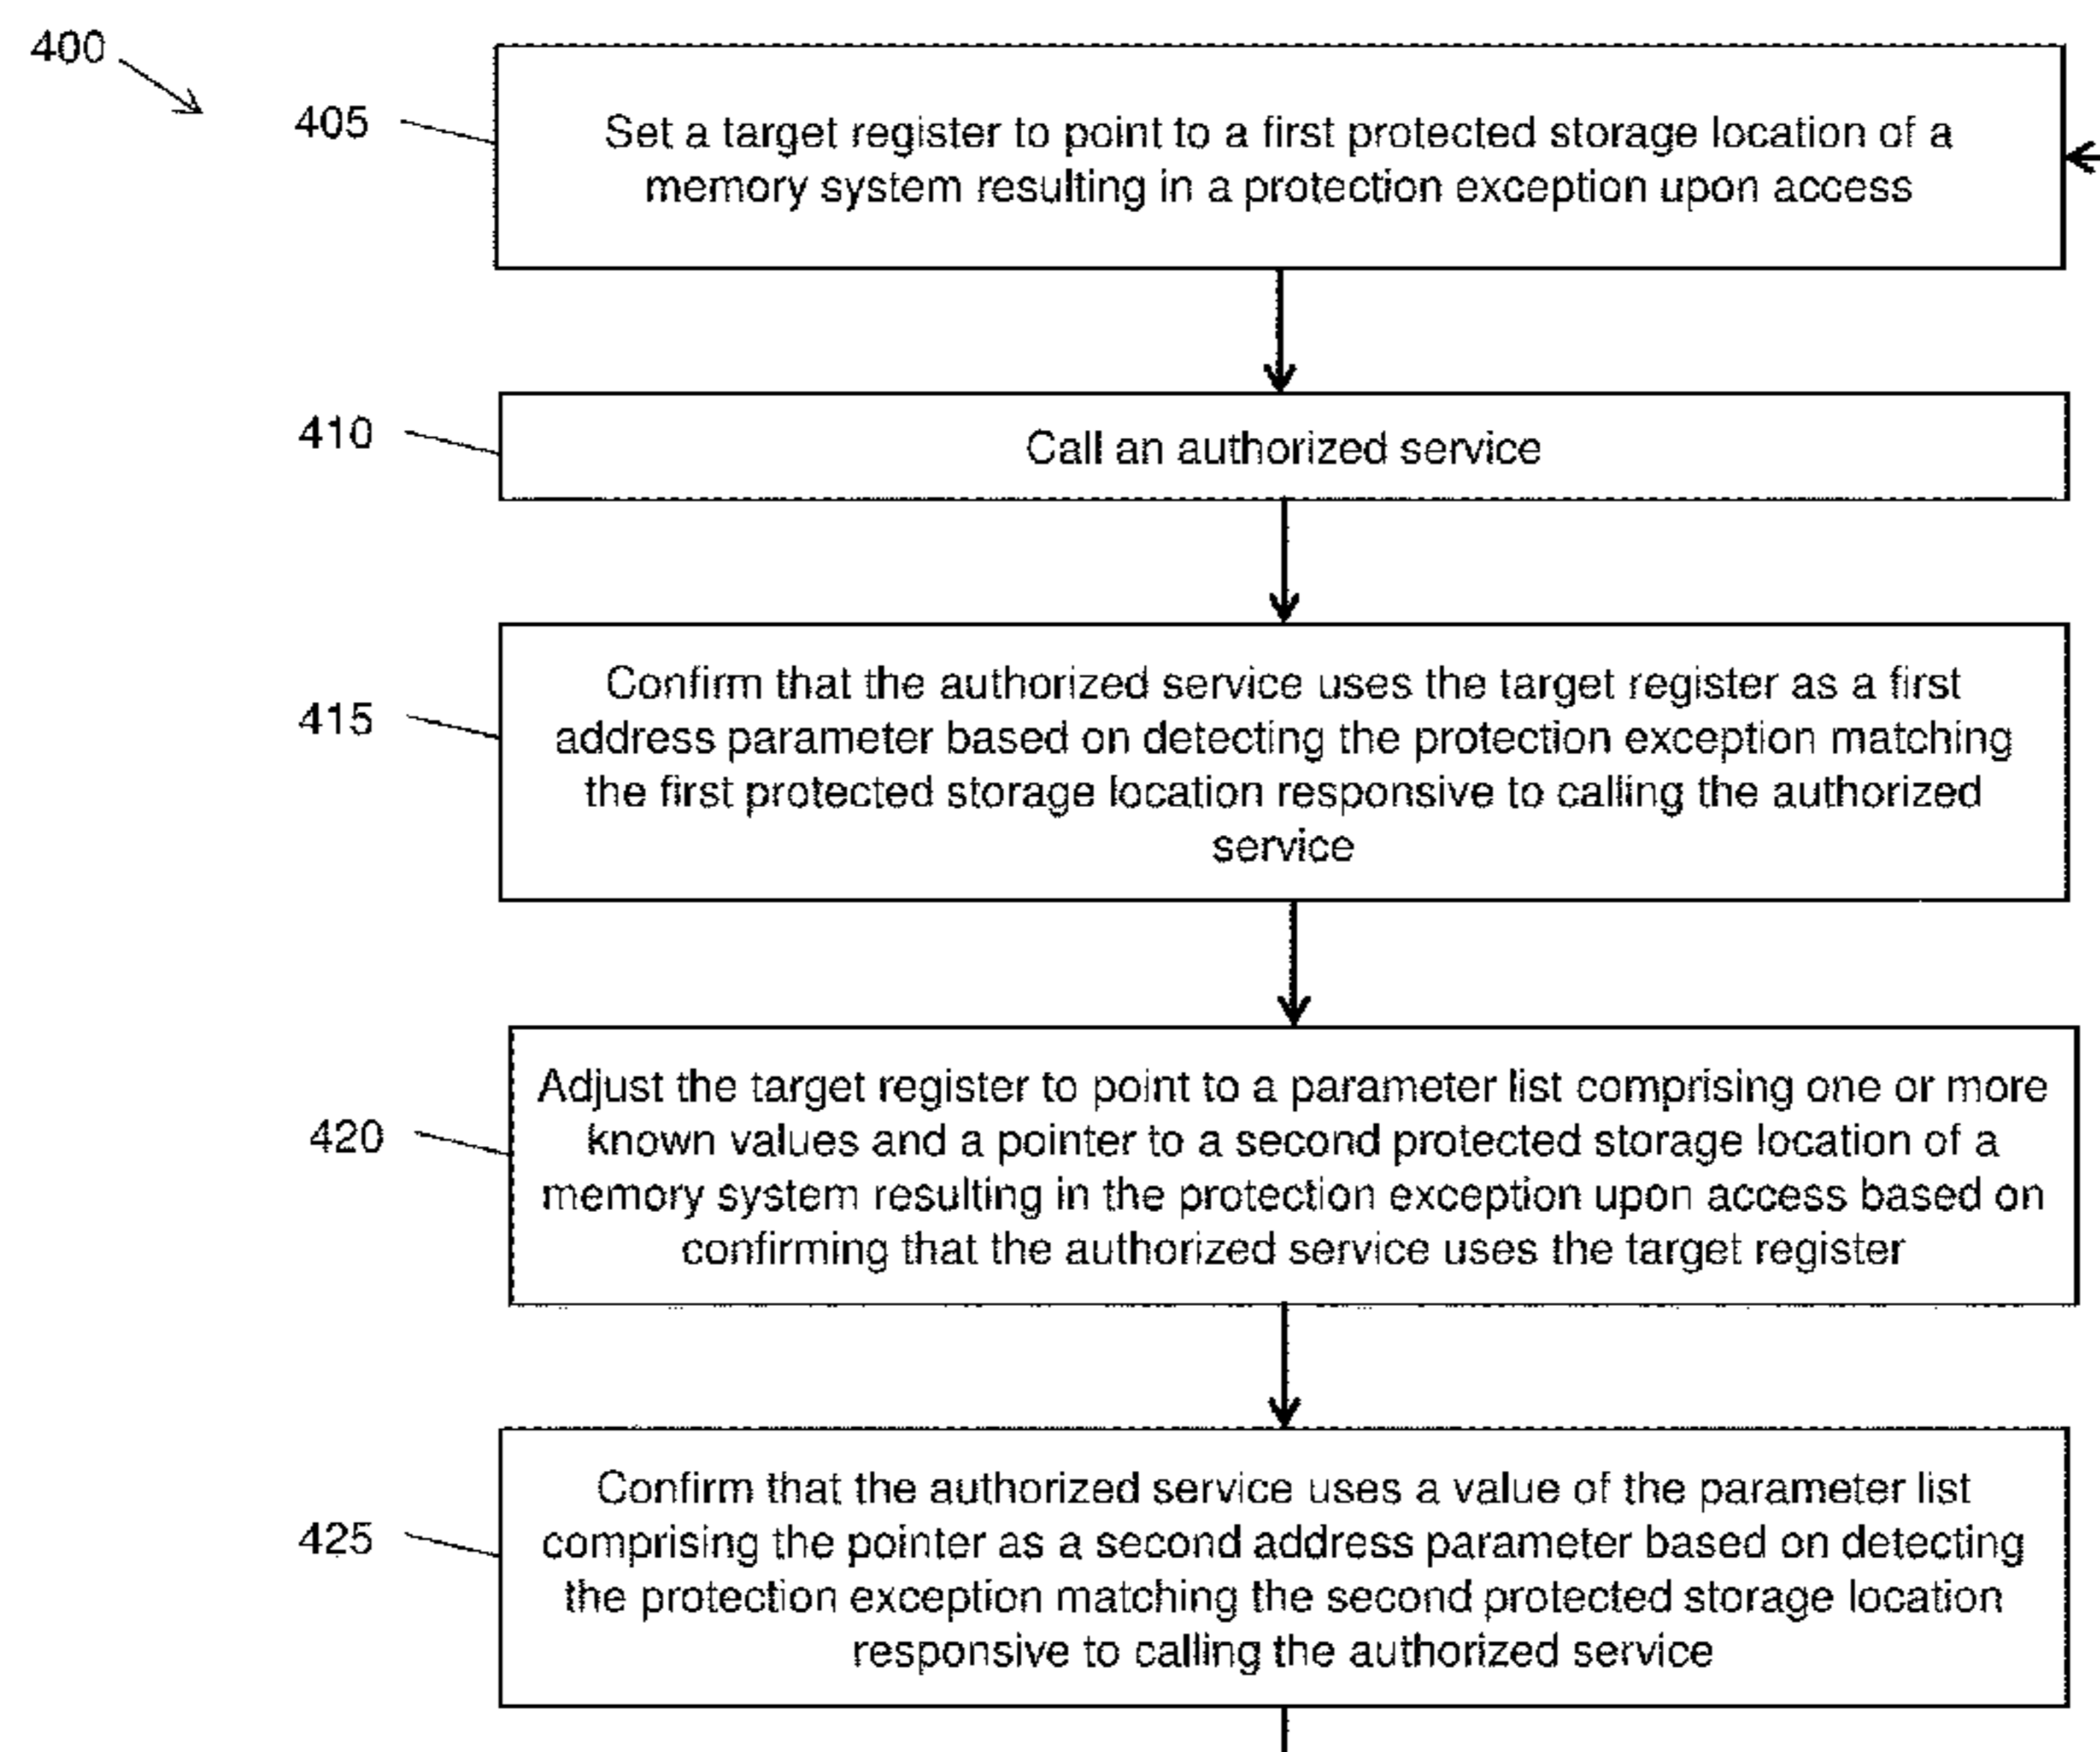 400
405
Set a target register to point to a first protected storage location of a
memory system resulting in a protection exception upon access
410
Call an authorized service
415
Confirm that the authorized service uses the target register as a first
address parameter based on detecting the protection exception matching
the first protected storage location responsive to calling the authorized
service
420
Adjust the target register to point to a parameter list comprising one or more
known values and a pointer to a second protected storage location of a
memory system resulting in the protection exception upon access based on
confirming that the authorized service uses the target register
425
Confirm that the authorized service uses a value of the parameter list
comprising the pointer as a second address parameter based on detecting
the protection exception matching the second protected storage location
responsive to calling the authorized service